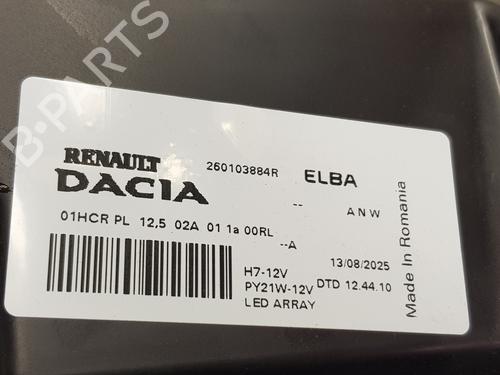 B-PARTS
RENAULT 260103884R ELBA
DACIA -- ANW
01HCR PL 12,5 02A 01 1a 00RL --A
H7-12V 13/08/2025
PY21W-12V DTD 12.44.10
LED ARRAY
Made In Romania